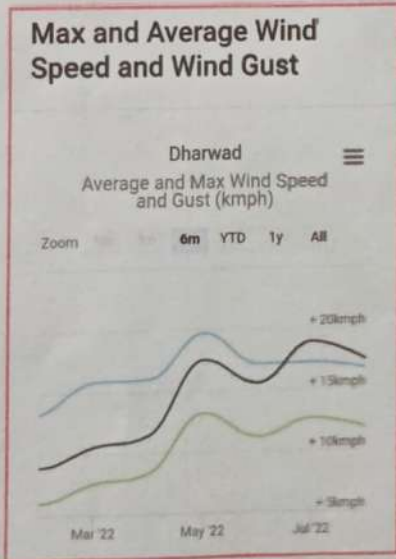 Max and Average Wind
Speed and Wind Gust
Dharwad
Average and Max Wind Speed
and Gust (kmph)
Zoom 6m YTD 1y All
+ 20kmph
+ 15kmph
+ 10kmph
+ 5kmph
Mar '22 May '22 Jul '22